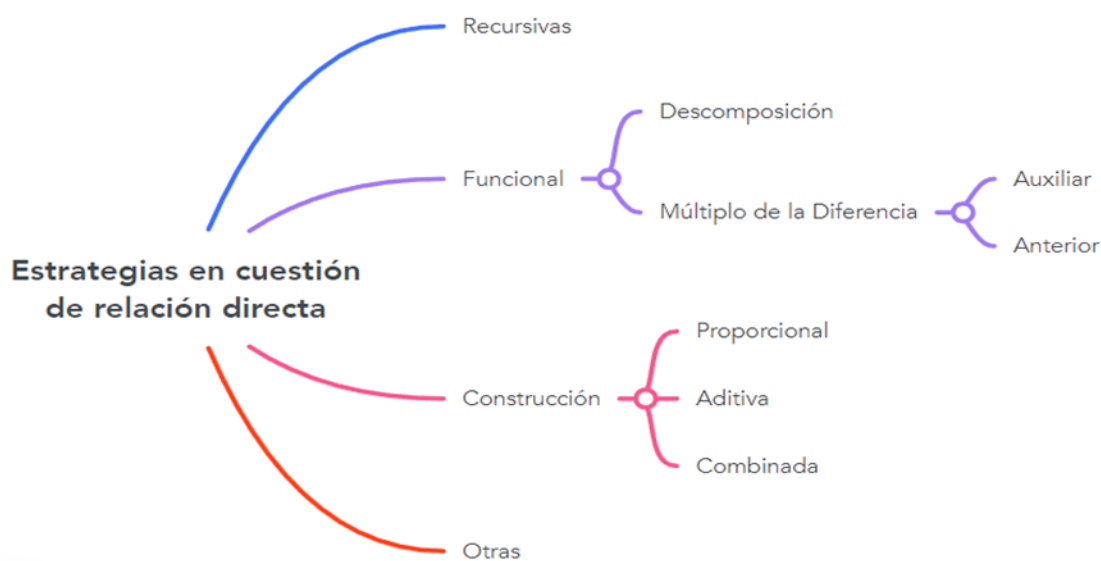 Recursivas
Descomposición
Funcional
Auxiliar
Múltiplo de la Diferencia
Anterior
Estrategias en cuestión
de relación directa
Proporcional
Construcción
Aditiva
Combinada
Otras